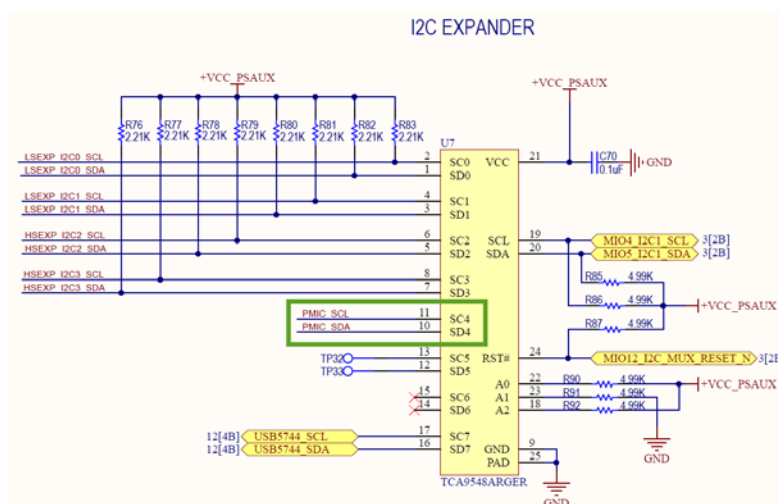 I2C EXPANDER
+VCC_PSAUX
+VCC_PSAUX
R76 2.21K
R77 2.21K
R78 2.21K
R79 2.21K
R80 2.21K
R81 2.21K
R82 2.21K
R83 2.21K
U7
LSEXP_I2C0_SCL 2 SC0 VCC 21
LSEXP_I2C0_SDA 1 SD0
C70 0.1uF GND
LSEXP_I2C1_SCL 4 SC1
LSEXP_I2C1_SDA 3 SD1
HSEXP_I2C2_SCL 6 SC2 SCL 19 MIO4_I2C1_SCL 3[2B]
HSEXP_I2C2_SDA 5 SD2 SDA 20 MIO5_I2C1_SDA 3[2B]
HSEXP_I2C3_SCL 8 SC3
HSEXP_I2C3_SDA 7 SD3
R85 4.99K
R86 4.99K +VCC_PSAUX
R87 4.99K
PMIC_SCL 11 SC4
PMIC_SDA 10 SD4
TP32 13 SC5 RST# 24 MIO12_I2C_MUX_RESET_N
TP33 12 SD5
15 SC6
14 SD6
A0 22 R90 4.99K +VCC_PSAUX
A1 23 R91 4.99K
A2 18 R92 4.99K
GND
12[4B] USB5744_SCL 17 SC7
12[4B] USB5744_SDA 16 SD7
GND 9
PAD 25
TCA9548ARGER
GND